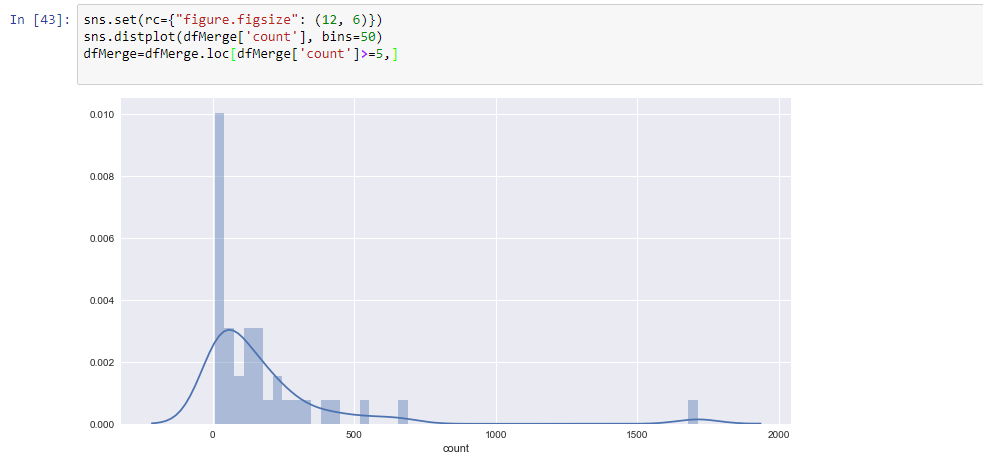 In [43]:
sns.set(rc={"figure.figsize": (12, 6)})
sns.distplot(dfMerge['count'], bins=50)
dfMerge=dfMerge.loc[dfMerge['count']>=5,]
0.010
0.008
0.006
0.004
0.002
0.000
0
500
1000
1500
2000
count